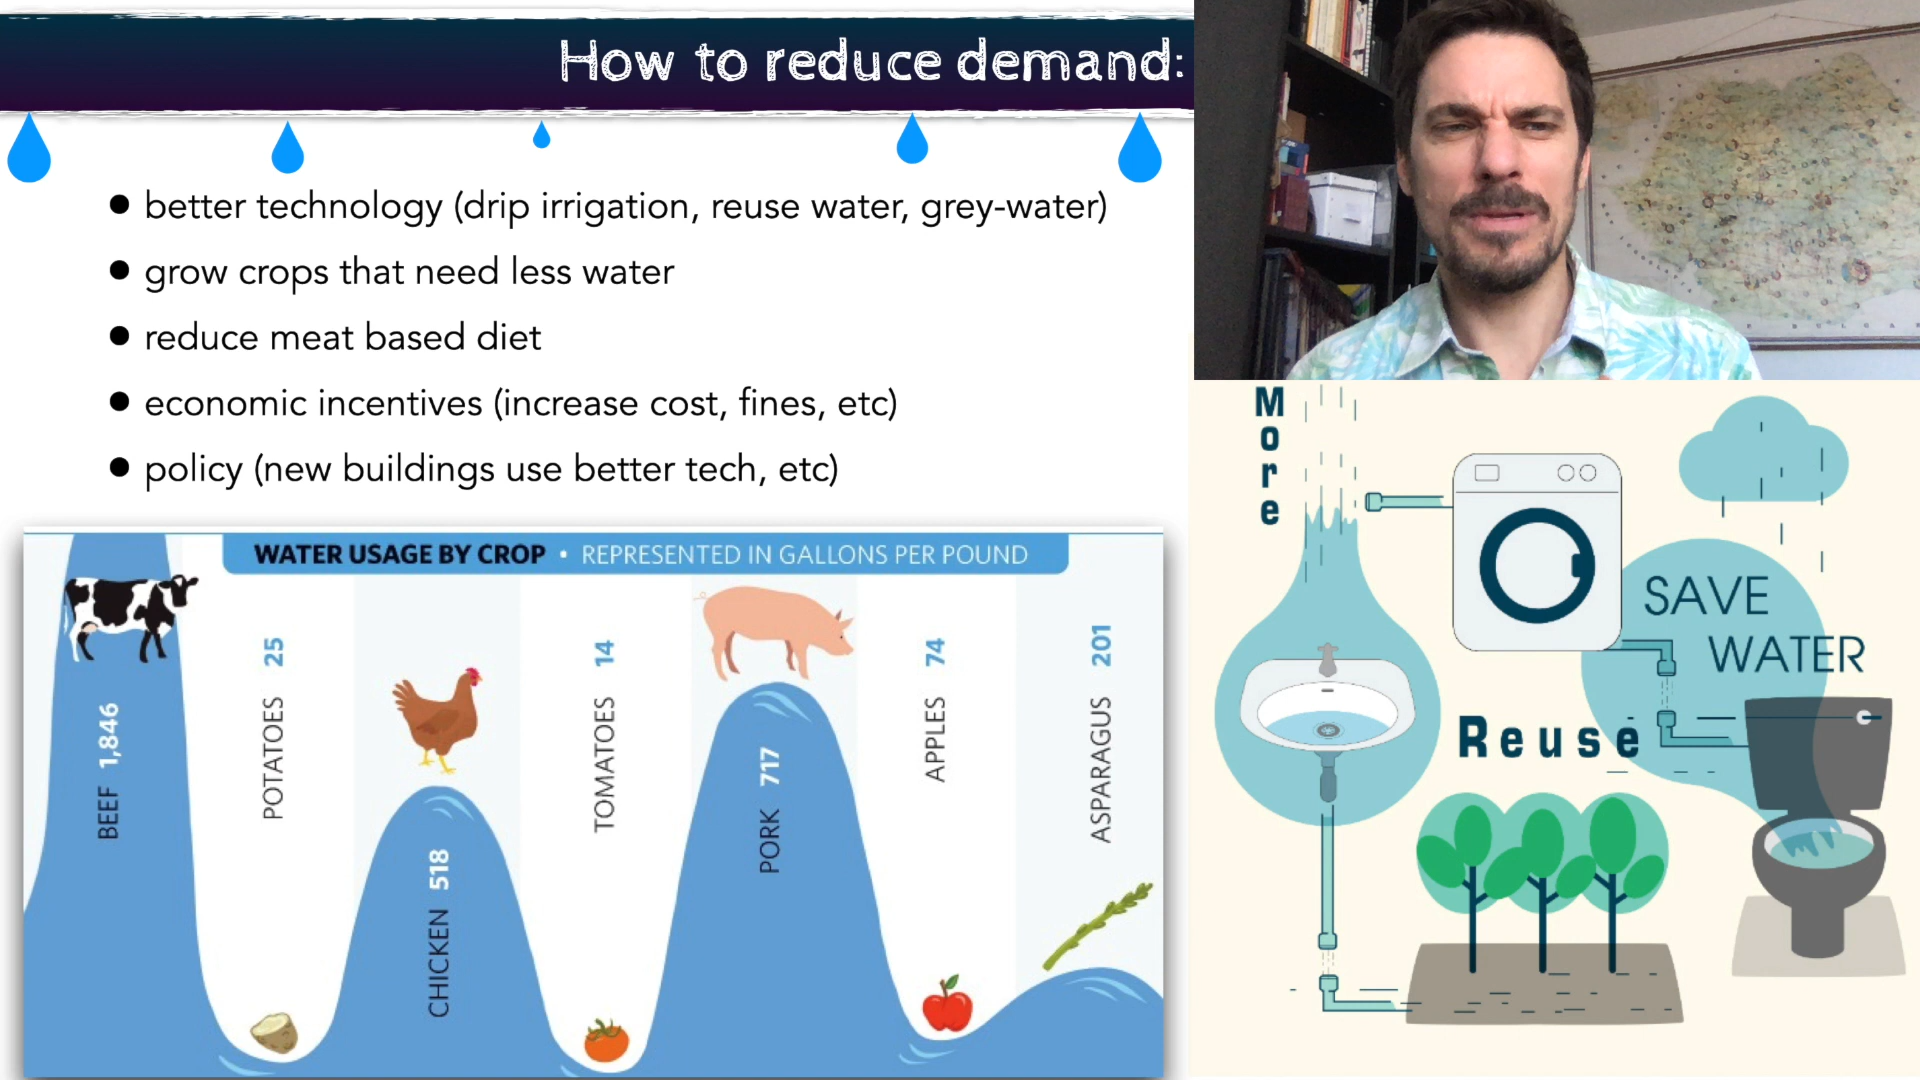 How to reduce demand:
● better technology (drip irrigation, reuse water, grey-water)
● grow crops that need less water
● reduce meat based diet
● economic incentives (increase cost, fines, etc)
● policy (new buildings use better tech, etc)
WATER USAGE BY CROP • REPRESENTED IN GALLONS PER POUND
BEEF 1,846
POTATOES 25
CHICKEN 518
TOMATOES 14
PORK 717
APPLES 74
ASPARAGUS 201
More
SAVE
WATER
Reuse